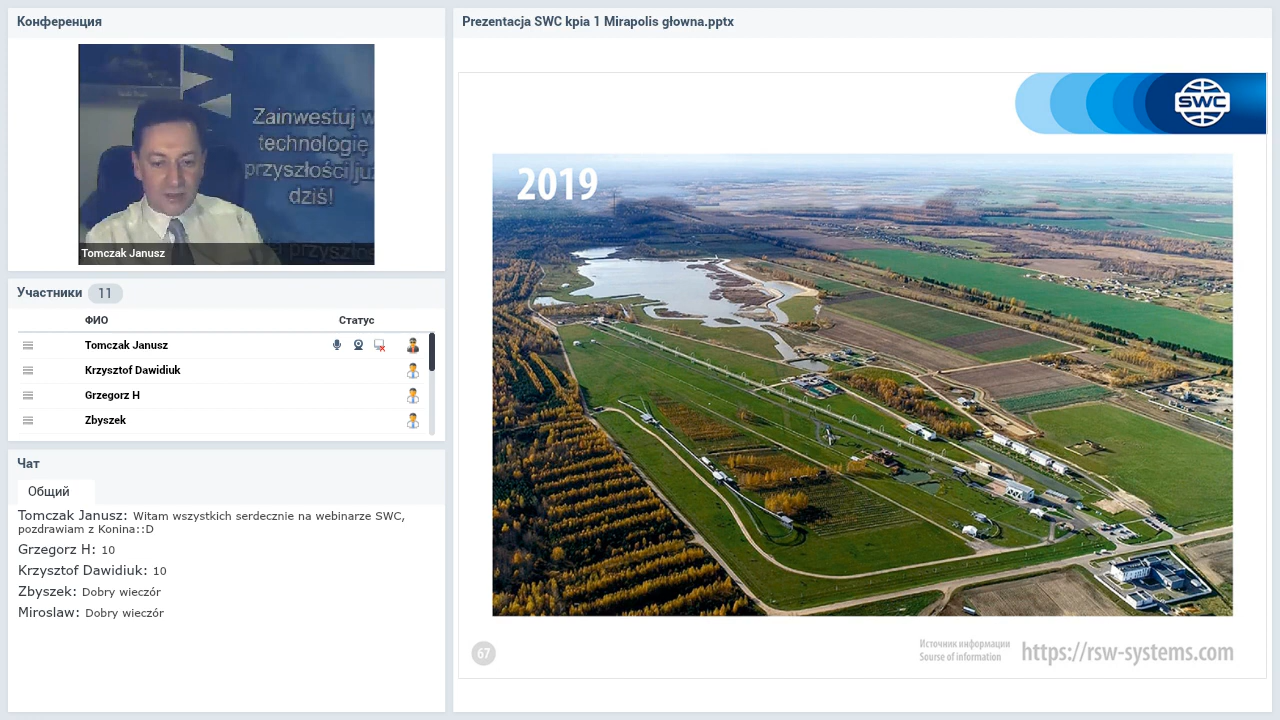 Конференция
Zainwestuj w
technologię
przyszłości już
dziś!
Tomczak Janusz
Участники 11
ФИО Статус
Tomczak Janusz
Krzysztof Dawidiuk
Grzegorz H
Zbyszek
Чат
Общий
Tomczak Janusz: Witam wszystkich serdecznie na webinarze SWC,
pozdrawiam z Konina::D
Grzegorz H: 10
Krzysztof Dawidiuk: 10
Zbyszek: Dobry wieczór
Miroslaw: Dobry wieczór
Prezentacja SWC kpia 1 Mirapolis głowna.pptx
SWC
2019
67
Источник информации
Sourse of information
https://rsw-systems.com